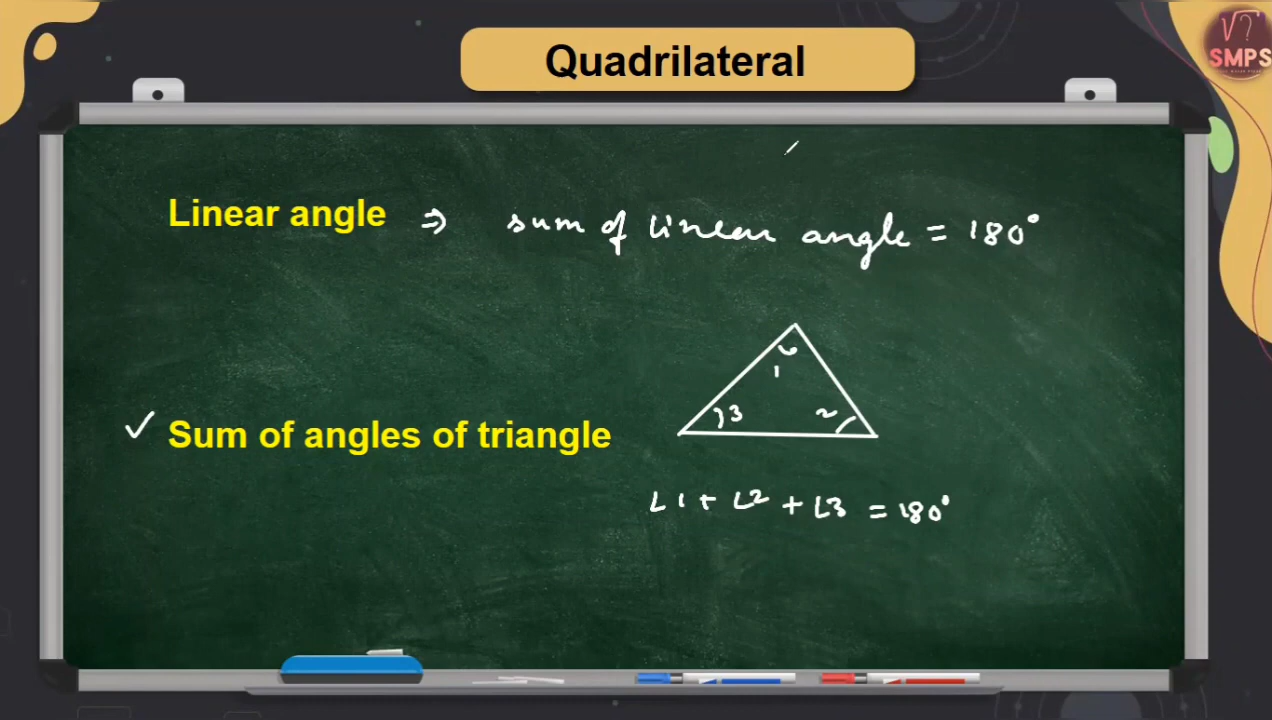 Quadrilateral
√?
SMPS
Linear angle ⇒ sum of linear angle = 180°
1
3 2
✓ Sum of angles of triangle
∠1 + ∠2 + ∠3 = 180°